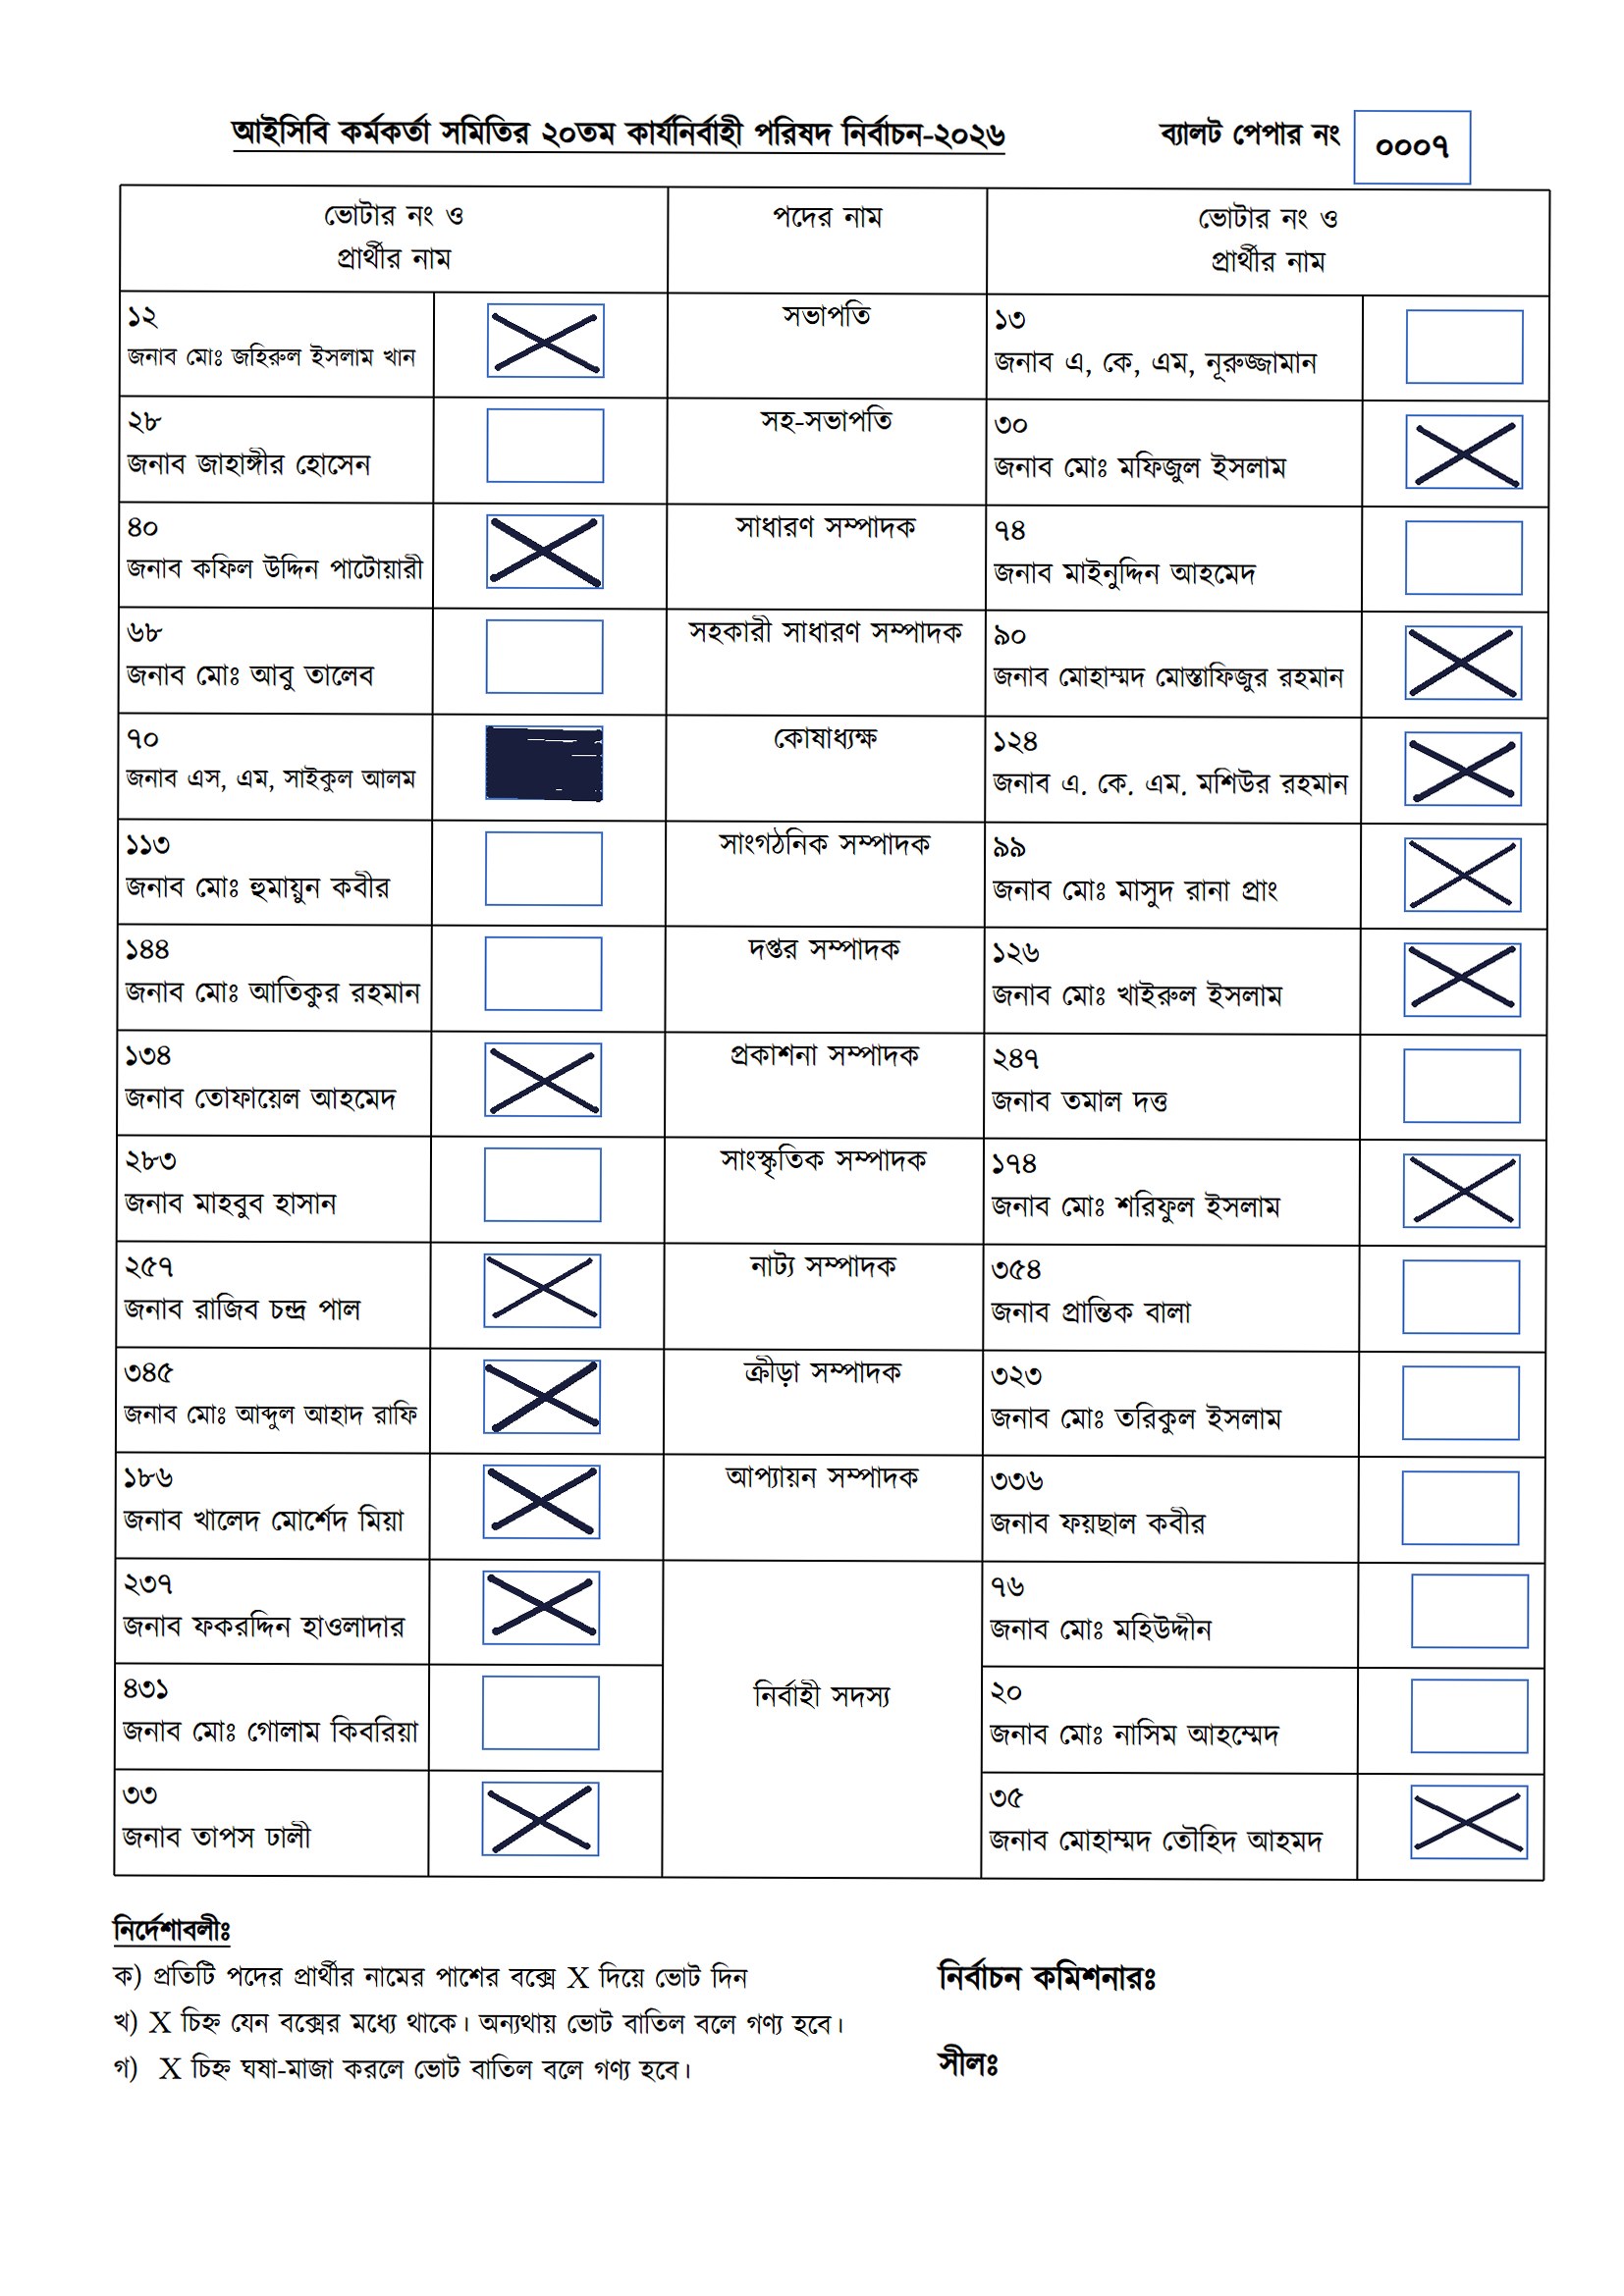 আইসিবি কর্মকর্তা সমিতির ২০তম কার্যনির্বাহী পরিষদ নির্বাচন-২০২৬
ব্যালট পেপার নং ০০০৭
ভোটার নং ও
প্রার্থীর নাম
পদের নাম
ভোটার নং ও
প্রার্থীর নাম
১২
জনাব মোঃ জহিরুল ইসলাম খান
সভাপতি
১৩
জনাব এ, কে, এম, নূরুজ্জামান
২৮
জনাব জাহাঙ্গীর হোসেন
সহ-সভাপতি
৩০
জনাব মোঃ মফিজুল ইসলাম
৪০
জনাব কফিল উদ্দিন পাটোয়ারী
সাধারণ সম্পাদক
৭৪
জনাব মাইনুদ্দিন আহমেদ
৬৮
জনাব মোঃ আবু তালেব
সহকারী সাধারণ সম্পাদক
৯০
জনাব মোহাম্মদ মোস্তাফিজুর রহমান
৭০
জনাব এস, এম, সাইকুল আলম
কোষাধ্যক্ষ
১২৪
জনাব এ. কে. এম. মশিউর রহমান
১১৩
জনাব মোঃ হুমায়ুন কবীর
সাংগঠনিক সম্পাদক
৯৯
জনাব মোঃ মাসুদ রানা প্রাং
১৪৪
জনাব মোঃ আতিকুর রহমান
দপ্তর সম্পাদক
১২৬
জনাব মোঃ খাইরুল ইসলাম
১৩৪
জনাব তোফায়েল আহমেদ
প্রকাশনা সম্পাদক
২৪৭
জনাব তমাল দত্ত
২৮৩
জনাব মাহবুব হাসান
সাংস্কৃতিক সম্পাদক
১৭৪
জনাব মোঃ শরিফুল ইসলাম
২৫৭
জনাব রাজিব চন্দ্র পাল
নাট্য সম্পাদক
৩৫৪
জনাব প্রান্তিক বালা
৩৪৫
জনাব মোঃ আব্দুল আহাদ রাফি
ক্রীড়া সম্পাদক
৩২৩
জনাব মোঃ তরিকুল ইসলাম
১৮৬
জনাব খালেদ মোর্শেদ মিয়া
আপ্যায়ন সম্পাদক
৩৩৬
জনাব ফয়ছাল কবীর
২৩৭
জনাব ফকরদ্দিন হাওলাদার
৭৬
জনাব মোঃ মহিউদ্দীন
৪৩১
জনাব মোঃ গোলাম কিবরিয়া
নির্বাহী সদস্য
২০
জনাব মোঃ নাসিম আহম্মেদ
৩৩
জনাব তাপস ঢালী
৩৫
জনাব মোহাম্মদ তৌহিদ আহমদ
নির্দেশাবলীঃ
ক) প্রতিটি পদের প্রার্থীর নামের পাশের বক্সে X দিয়ে ভোট দিন
খ) X চিহ্ন যেন বক্সের মধ্যে থাকে। অন্যথায় ভোট বাতিল বলে গণ্য হবে।
গ) X চিহ্ন ঘষা-মাজা করলে ভোট বাতিল বলে গণ্য হবে।
নির্বাচন কমিশনারঃ
সীলঃ